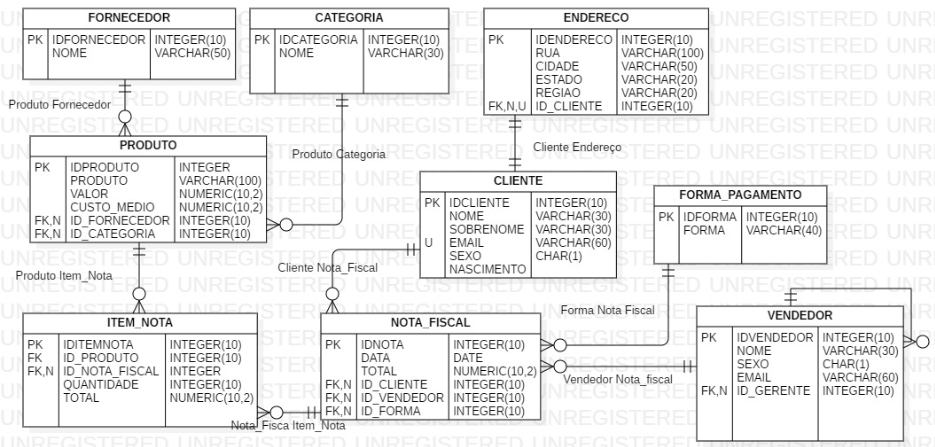 FORNECEDOR
PK IDFORNECEDOR INTEGER(10)
NOME VARCHAR(50)
CATEGORIA
PK IDCATEGORIA INTEGER(10)
NOME VARCHAR(30)
ENDERECO
PK IDENDERECO INTEGER(10)
RUA VARCHAR(100)
CIDADE VARCHAR(50)
ESTADO VARCHAR(20)
REGIAO VARCHAR(20)
FK,N,U ID_CLIENTE INTEGER(10)
Produto Fornecedor
Produto Categoria
Cliente Endereço
PRODUTO
PK IDPRODUTO INTEGER
PRODUTO VARCHAR(100)
VALOR NUMERIC(10,2)
CUSTO_MEDIO NUMERIC(10,2)
FK,N ID_FORNECEDOR INTEGER(10)
FK,N ID_CATEGORIA INTEGER(10)
CLIENTE
PK IDCLIENTE INTEGER(10)
NOME VARCHAR(30)
SOBRENOME VARCHAR(30)
U EMAIL VARCHAR(60)
SEXO CHAR(1)
NASCIMENTO
FORMA_PAGAMENTO
PK IDFORMA INTEGER(10)
FORMA VARCHAR(40)
Produto Item_Nota
Cliente Nota_Fiscal
Forma Nota Fiscal
ITEM_NOTA
PK IDITEMNOTA INTEGER(10)
FK ID_PRODUTO INTEGER(10)
FK,N ID_NOTA_FISCAL INTEGER
QUANTIDADE INTEGER(10)
TOTAL NUMERIC(10,2)
NOTA_FISCAL
PK IDNOTA INTEGER(10)
DATA DATE
TOTAL NUMERIC(10,2)
FK,N ID_CLIENTE INTEGER(10)
FK,N ID_VENDEDOR INTEGER(10)
FK,N ID_FORMA INTEGER(10)
VENDEDOR
PK IDVENDEDOR INTEGER(10)
NOME VARCHAR(30)
SEXO CHAR(1)
EMAIL VARCHAR(60)
FK,N ID_GERENTE INTEGER(10)
Vendedor Nota_fiscal
Nota_Fisca Item_Nota
UNREGISTERED